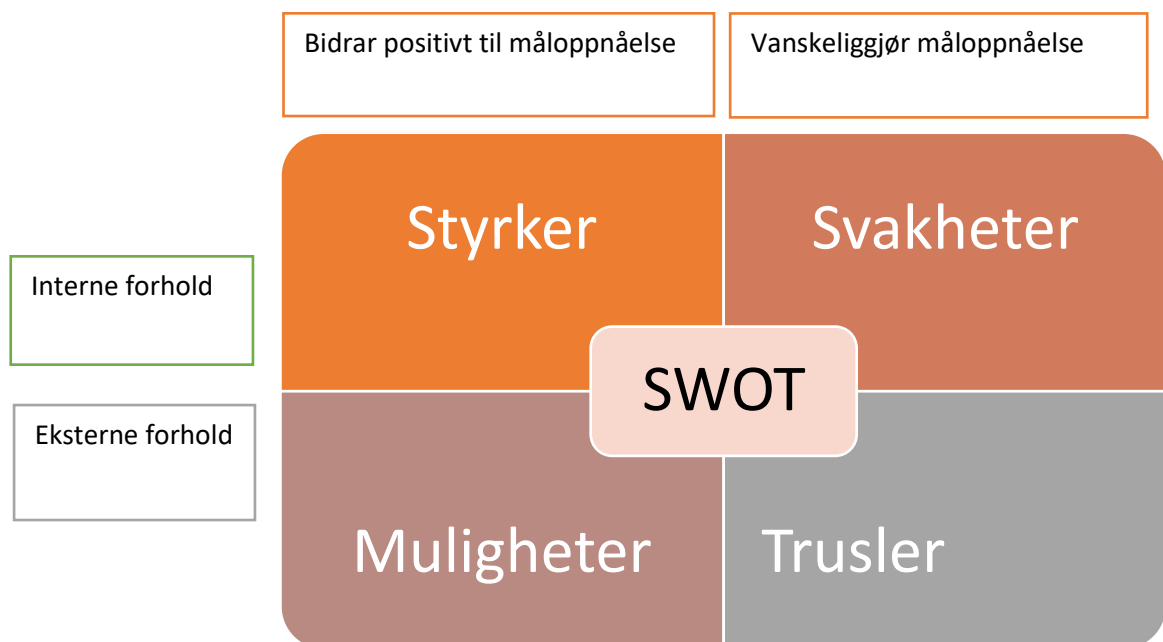 Bidrar positivt til måloppnåelse
Vanskeliggjør måloppnåelse
Styrker
Svakheter
Interne forhold
SWOT
Eksterne forhold
Muligheter
Trusler